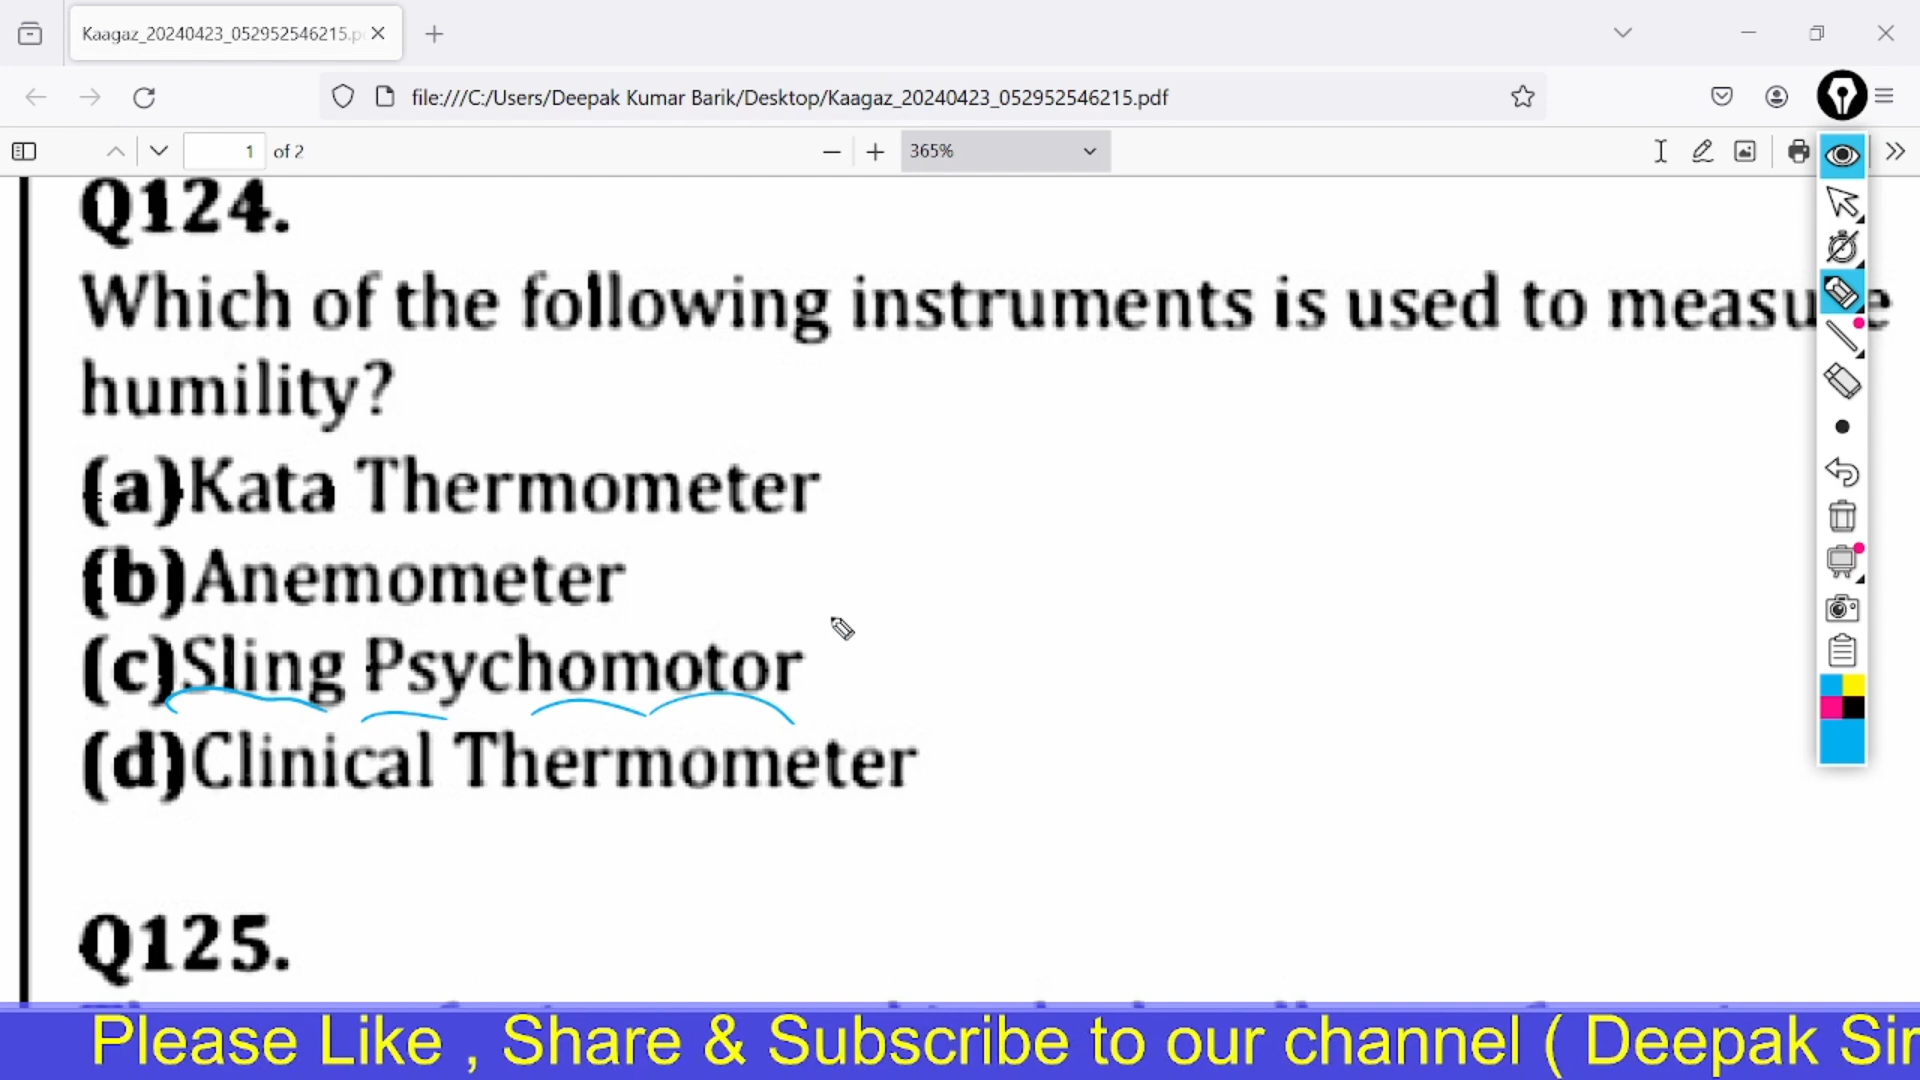 Kaagaz_20240423_052952546215.p
file:///C:/Users/Deepak Kumar Barik/Desktop/Kaagaz_20240423_052952546215.pdf
1 of 2
365%
Q124.
Which of the following instruments is used to measu e
humility?
(a)Kata Thermometer
(b)Anemometer
(c)Sling Psychomotor
(d)Clinical Thermometer
Q125.
Please Like , Share & Subscribe to our channel ( Deepak Sir